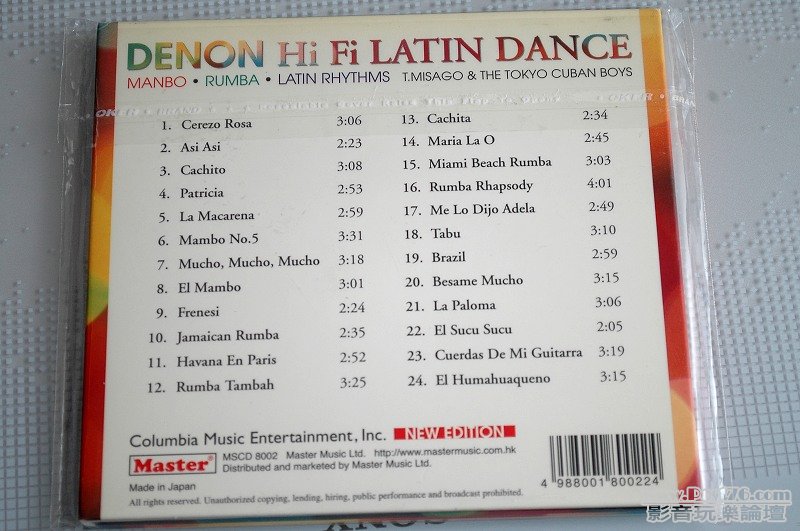 DENON Hi Fi LATIN DANCE
MANBO • RUMBA • LATIN RHYTHMS T.MISAGO & THE TOKYO CUBAN BOYS
1. Cerezo Rosa 3:06
2. Asi Asi 2:23
3. Cachito 3:08
4. Patricia 2:53
5. La Macarena 2:59
6. Mambo No.5 3:31
7. Mucho, Mucho, Mucho 3:18
8. El Mambo 3:01
9. Frenesi 2:24
10. Jamaican Rumba 2:35
11. Havana En Paris 2:52
12. Rumba Tambah 3:25
13. Cachita 2:34
14. Maria La O 2:45
15. Miami Beach Rumba 3:03
16. Rumba Rhapsody 4:01
17. Me Lo Dijo Adela 2:49
18. Tabu 3:10
19. Brazil 2:59
20. Besame Mucho 3:15
21. La Paloma 3:06
22. El Sucu Sucu 2:05
23. Cuerdas De Mi Guitarra 3:19
24. El Humahuaqueno 3:15
Columbia Music Entertainment, Inc. NEW EDITION
Master
MSCD 8002 Master Music Ltd. http://www.mastermusic.com.hk
Distributed and marketed by Master Music Ltd.
Made in Japan
All rights reserved. Unauthorized copying, lending, hiring, public performance and broadcast prohibited.
4 988001 800224
影音玩樂論壇